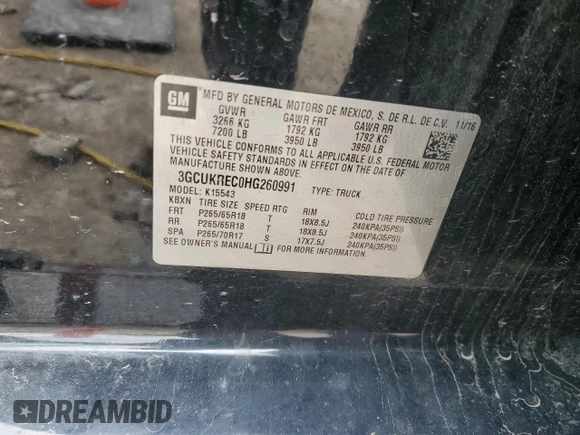 GM MFD BY GENERAL MOTORS DE MEXICO, S. DE R.L. DE C.V. 11/16
GVWR GAWR FRT GAWR RR
3266 KG 1792 KG 1792 KG
7200 LB 3950 LB 3950 LB
THIS VEHICLE CONFORMS TO ALL APPLICABLE U.S. FEDERAL MOTOR
VEHICLE SAFETY STANDARDS IN EFFECT ON THE DATE OF
MANUFACTURE SHOWN ABOVE.
3GCUKREC0HG260991
MODEL: K15543 TYPE: TRUCK
KBXN TIRE SIZE SPEED RTG RIM COLD TIRE PRESSURE
FRT P265/65R18 T 18X8.5J 240KPA(35PSI)
RR P265/65R18 T 18X8.5J 240KPA(35PSI)
SPA P265/70R17 S 17X7.5J 240KPA(35PSI)
SEE OWNER'S MANUAL FOR MORE INFORMATION.
DREAMBID